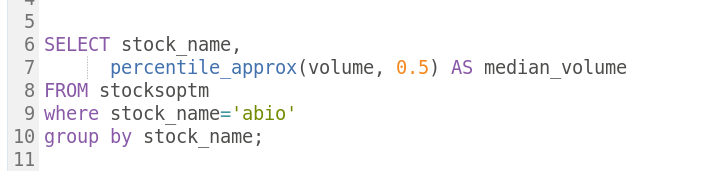 5
6 SELECT stock_name,
7 percentile_approx(volume, 0.5) AS median_volume
8 FROM stocksoptm
9 where stock_name='abio'
10 group by stock_name;
11